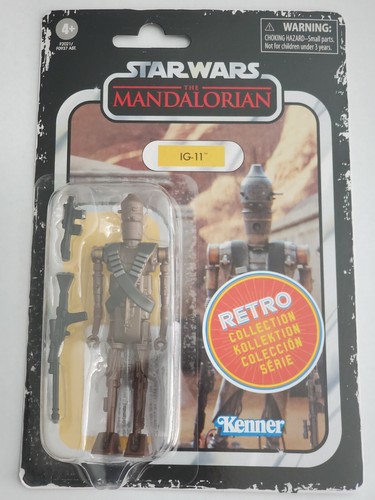 4+
WARNING:
CHOKING HAZARD–Small parts.
Not for children under 3 years.
STAR WARS
THE
MANDALORIAN
IG-11™
RETRO
COLLECTION
KOLLEKTION
COLECCIÓN
SÉRIE
Kenner